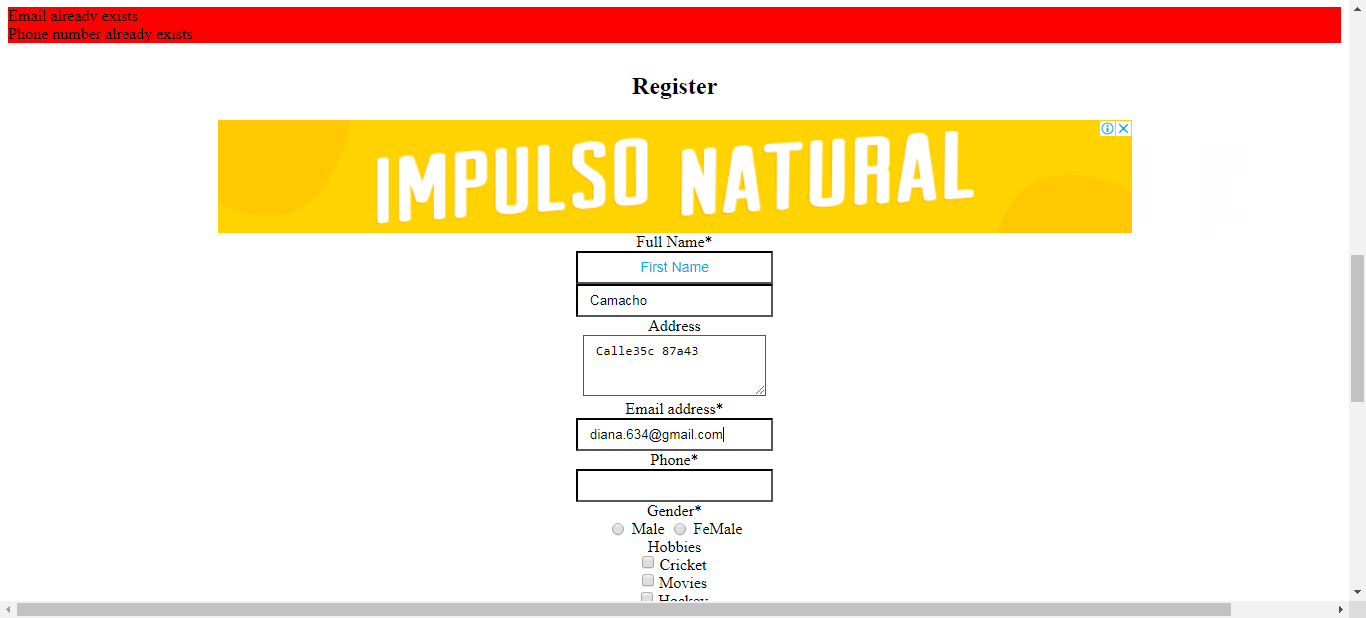 Email already exists
Phone number already exists
Register
IMPULSO NATURAL
Full Name*
First Name
Camacho
Address
Calle35c 87a43
Email address*
diana.634@gmail.com
Phone*
Gender*
Male FeMale
Hobbies
Cricket
Movies
Hockey